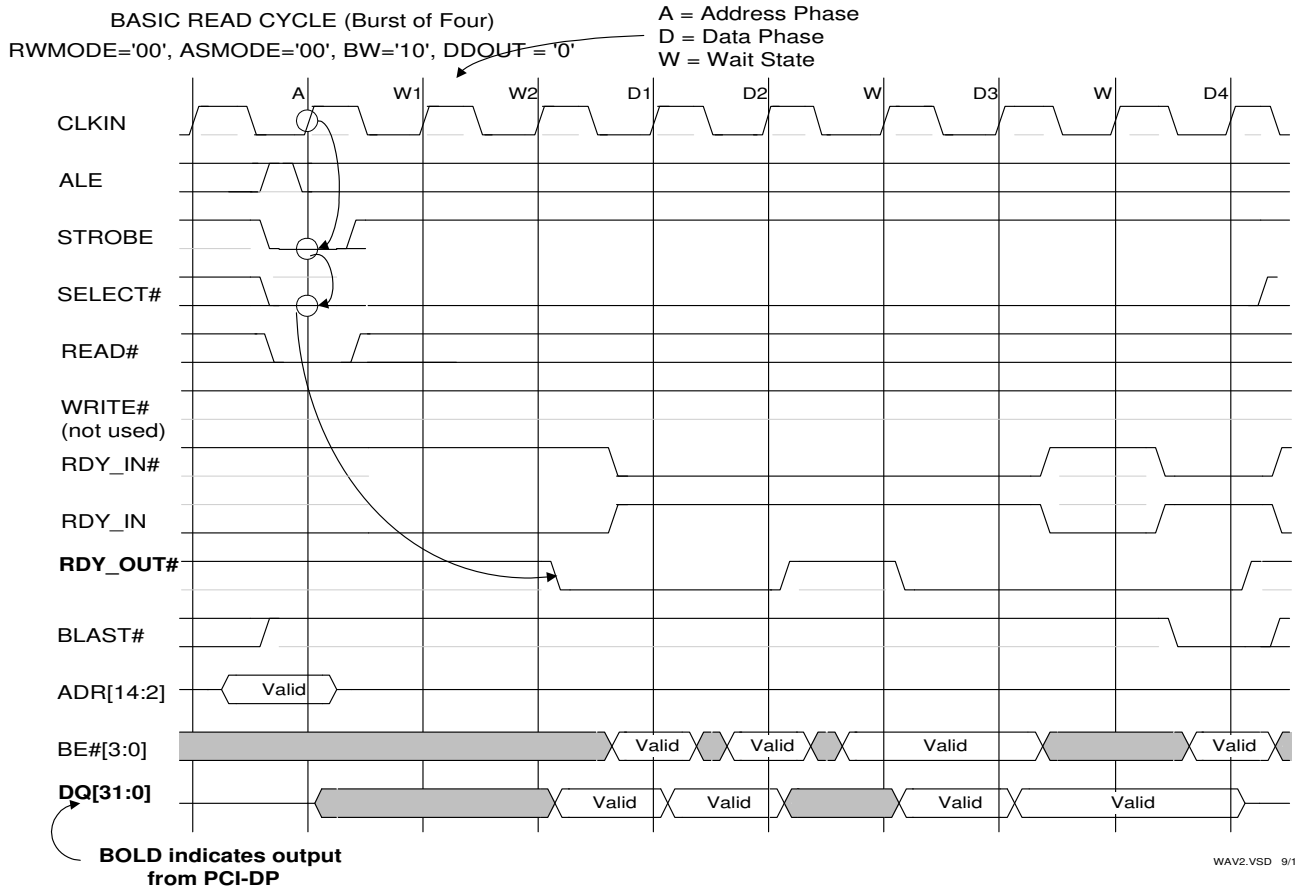 BASIC READ CYCLE (Burst of Four)
RWMODE='00', ASMODE='00', BW='10', DDOUT = '0'
A = Address Phase
D = Data Phase
W = Wait State
A W1 W2 D1 D2 W D3 W D4
CLKIN
ALE
STROBE
SELECT#
READ#
WRITE#
(not used)
RDY_IN#
RDY_IN
RDY_OUT#
BLAST#
ADR[14:2] Valid
BE#[3:0] Valid Valid Valid Valid
DQ[31:0] Valid Valid Valid Valid
BOLD indicates output
from PCI-DP
WAV2.VSD 9/1